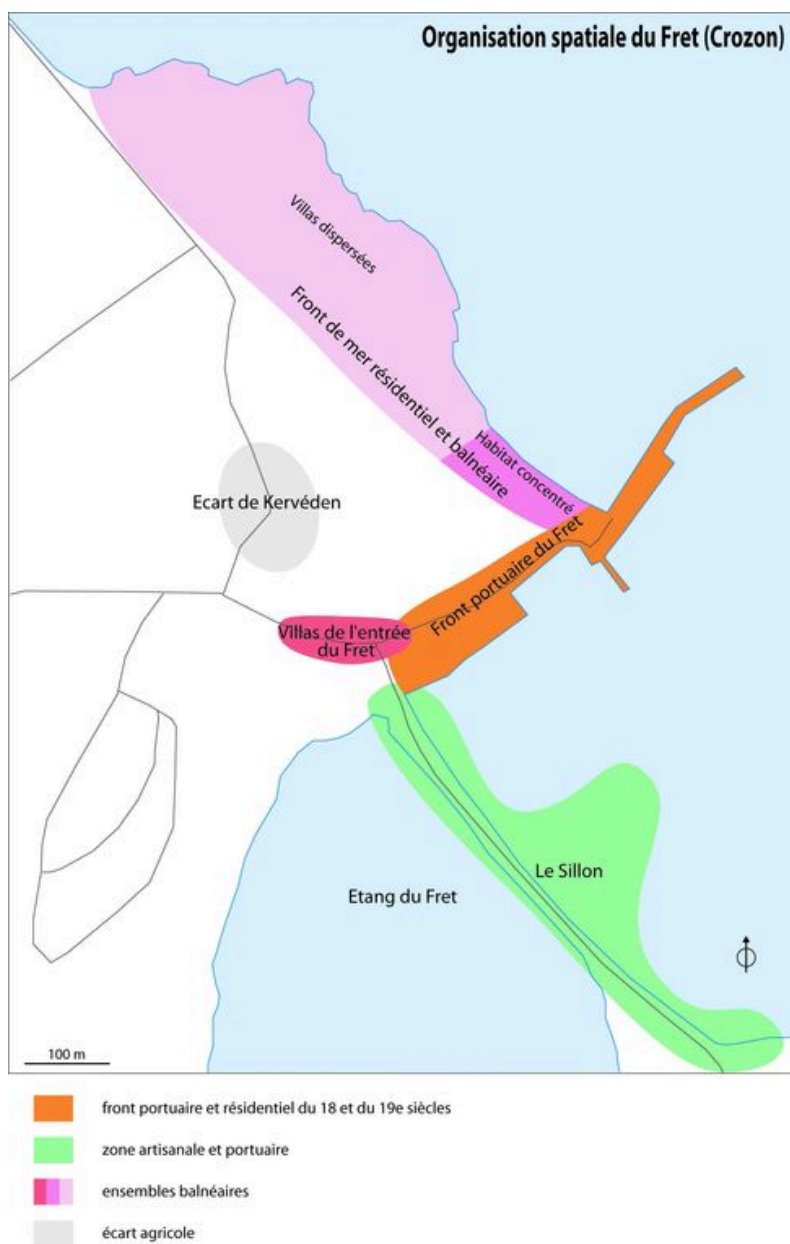 Organisation spatiale du Fret (Crozon)
Villas dispersées
Front de mer résidentiel et balnéaire
Habitat concentré
Ecart de Kervéden
Front portuaire du Fret
VIllas de l'entrée
du Fret
Le Sillon
Etang du Fret
100 m
front portuaire et résidentiel du 18 et du 19e siècles
zone artisanale et portuaire
ensembles balnéaires
écart agricole